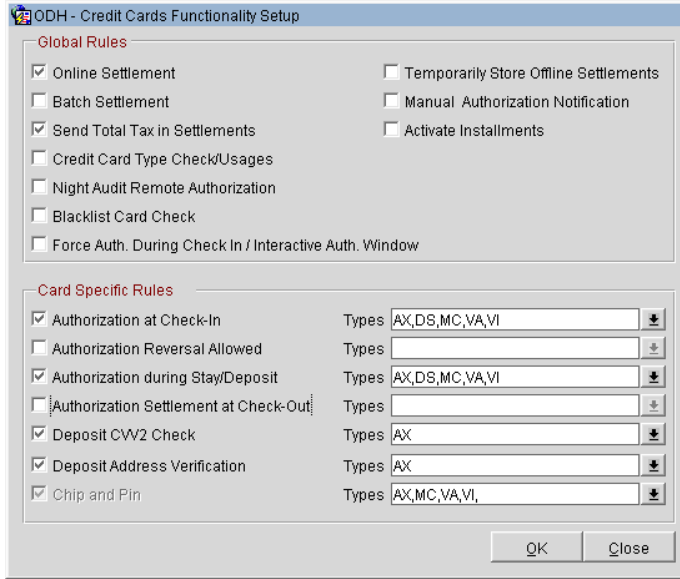 ODH - Credit Cards Functionality Setup
Global Rules
Online Settlement
Temporarily Store Offline Settlements
Batch Settlement
Manual Authorization Notification
Send Total Tax in Settlements
Activate Installments
Credit Card Type Check/Usages
Night Audit Remote Authorization
Blacklist Card Check
Force Auth. During Check In / Interactive Auth. Window
Card Specific Rules
Authorization at Check-In Types AX,DS,MC,VA,VI
Authorization Reversal Allowed Types
Authorization during Stay/Deposit Types AX,DS,MC,VA,VI
Authorization Settlement at Check-Out Types
Deposit CVV2 Check Types AX
Deposit Address Verification Types AX
Chip and Pin Types AX,MC,VA,VI,
OK Close